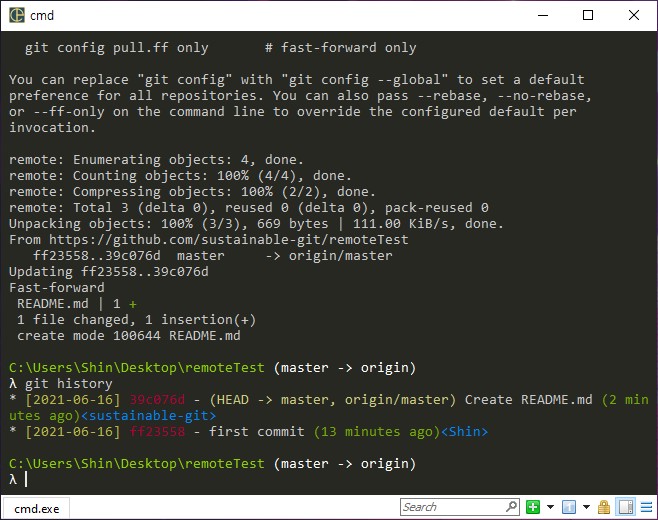 cmd
git config pull.ff only       # fast-forward only
You can replace "git config" with "git config --global" to set a default
preference for all repositories. You can also pass --rebase, --no-rebase,
or --ff-only on the command line to override the configured default per
invocation.
remote: Enumerating objects: 4, done.
remote: Counting objects: 100% (4/4), done.
remote: Compressing objects: 100% (2/2), done.
remote: Total 3 (delta 0), reused 0 (delta 0), pack-reused 0
Unpacking objects: 100% (3/3), 669 bytes | 111.00 KiB/s, done.
From https://github.com/sustainable-git/remoteTest
   ff23558..39c076d  master     -> origin/master
Updating ff23558..39c076d
Fast-forward
 README.md | 1 +
 1 file changed, 1 insertion(+)
 create mode 100644 README.md
C:\Users\Shin\Desktop\remoteTest (master -> origin)
λ git history
* [2021-06-16] 39c076d - (HEAD -> master, origin/master) Create README.md (2 min
utes ago)<sustainable-git>
* [2021-06-16] ff23558 - first commit (13 minutes ago)<Shin>
C:\Users\Shin\Desktop\remoteTest (master -> origin)
λ
cmd.exe Search